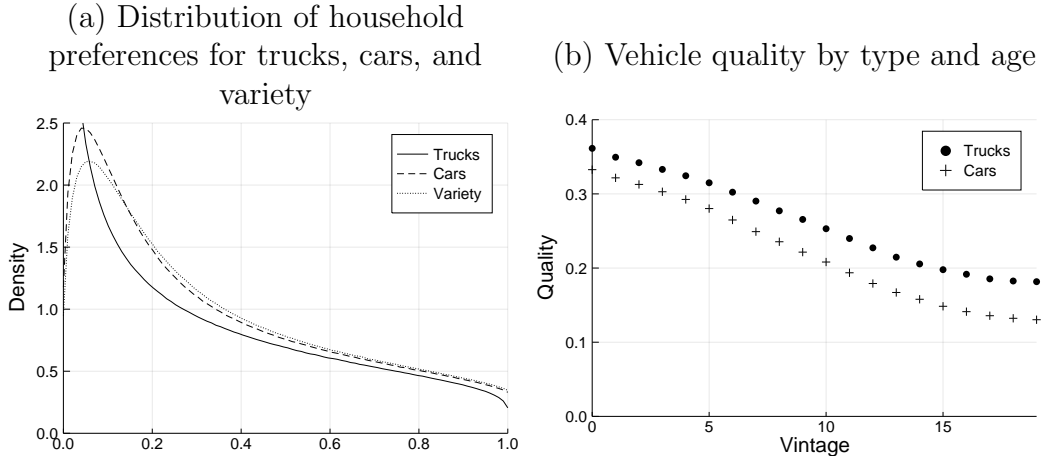 (a) Distribution of household
preferences for trucks, cars, and
variety
2.5
2.0
1.5
1.0
0.5
0.0
Density
0.0 0.2 0.4 0.6 0.8 1.0
Trucks
Cars
Variety
(b) Vehicle quality by type and age
0.4
0.3
0.2
0.1
0.0
Quality
0 5 10 15
Vintage
Trucks
Cars